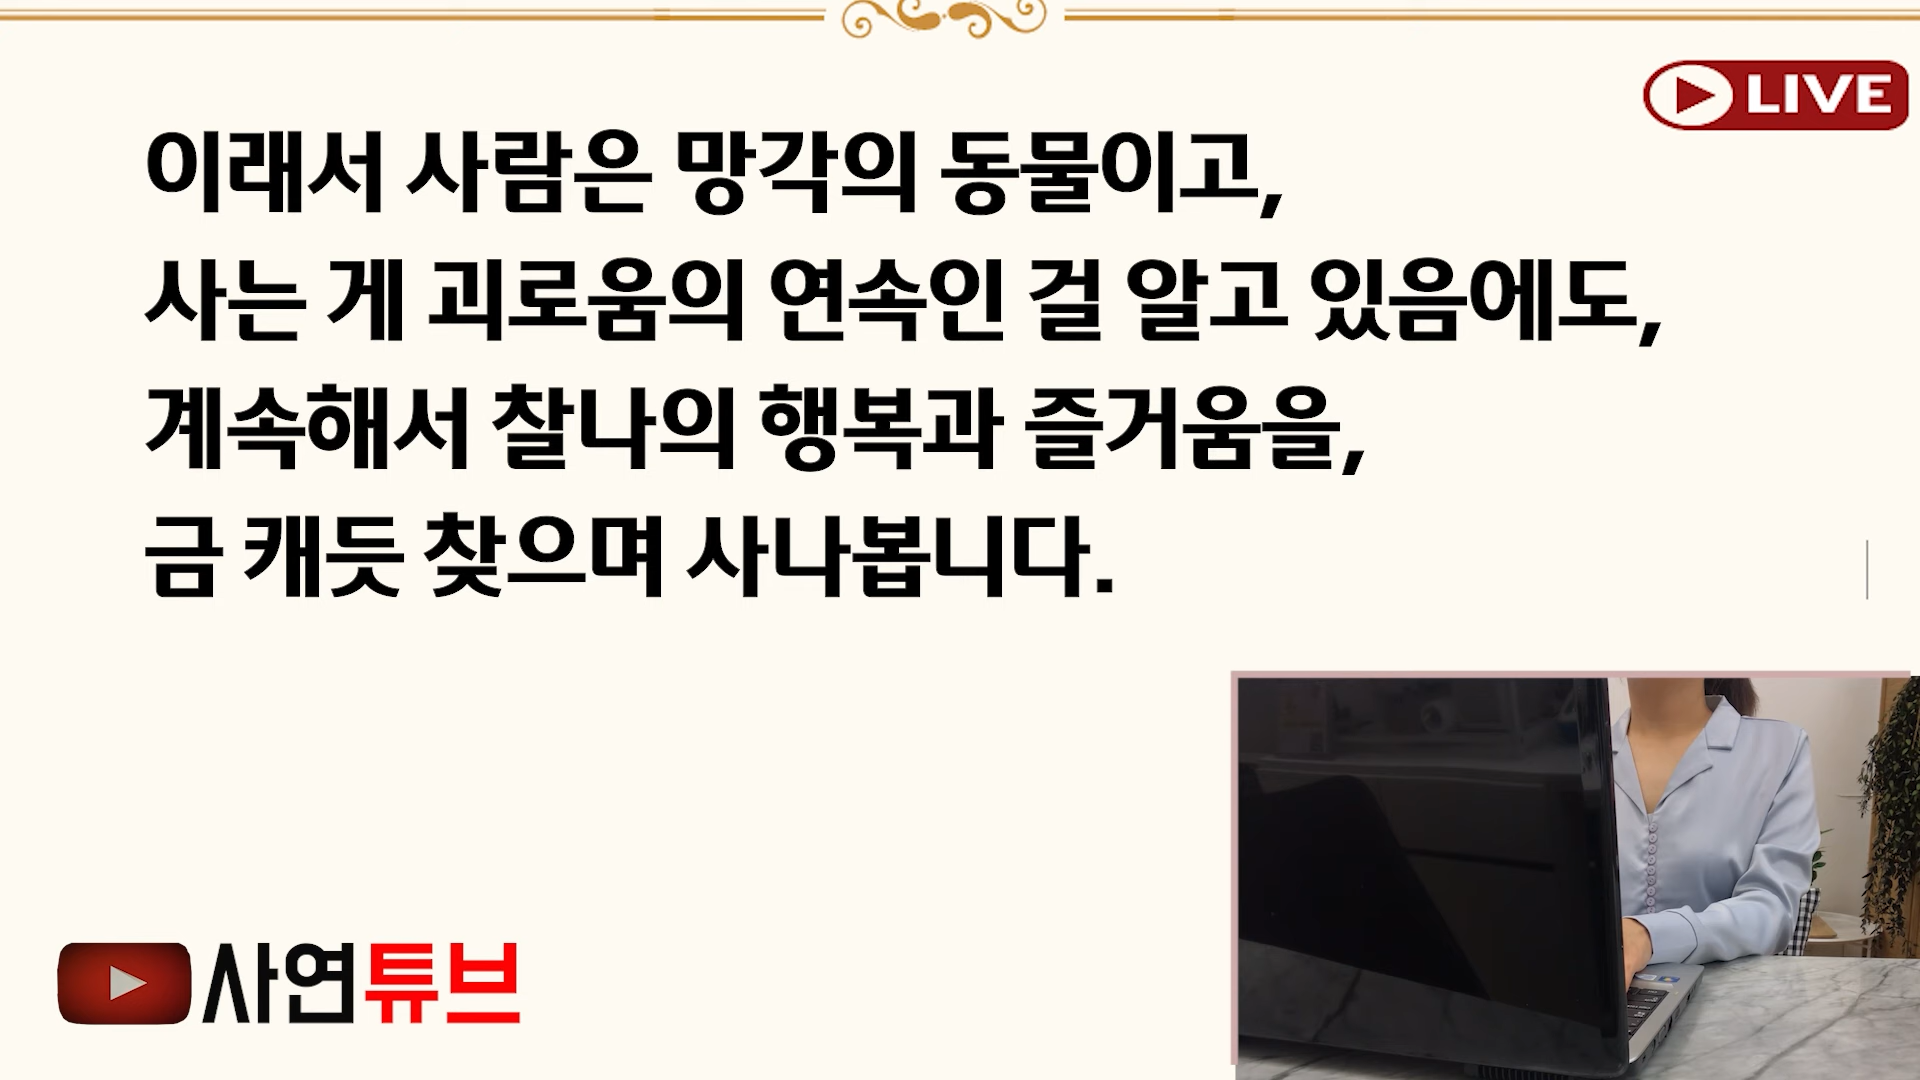 LIVE
이래서 사람은 망각의 동물이고,
사는 게 괴로움의 연속인 걸 알고 있음에도,
계속해서 찰나의 행복과 즐거움을,
금 캐듯 찾으며 사나봅니다.
사연튜브